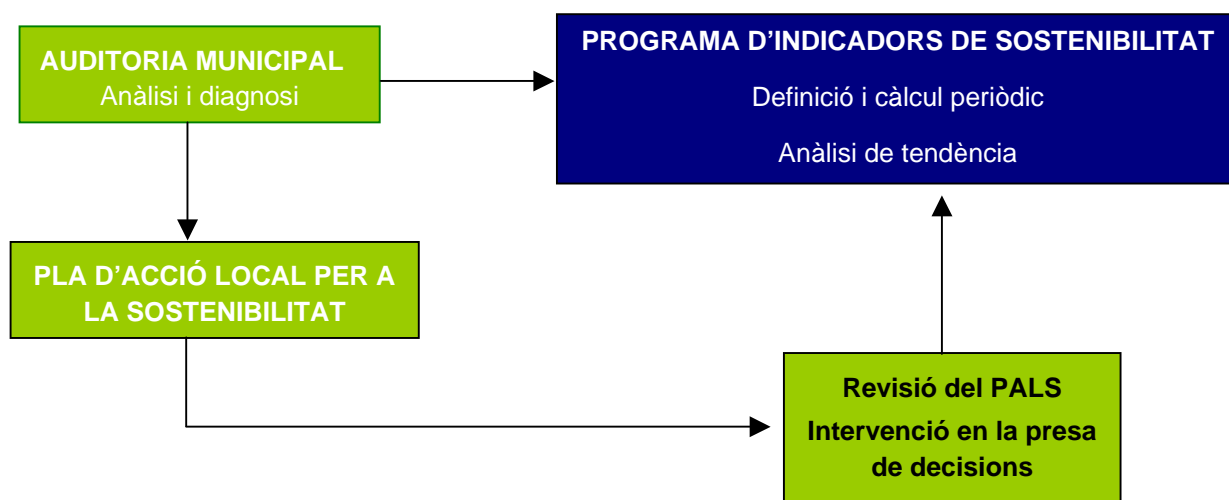 AUDITORIA MUNICIPAL
Anàlisi i diagnosi
PROGRAMA D’INDICADORS DE SOSTENIBILITAT
Definició i càlcul periòdic
Anàlisi de tendència
PLA D’ACCIÓ LOCAL PER A
LA SOSTENIBILITAT
Revisió del PALS
Intervenció en la presa
de decisions